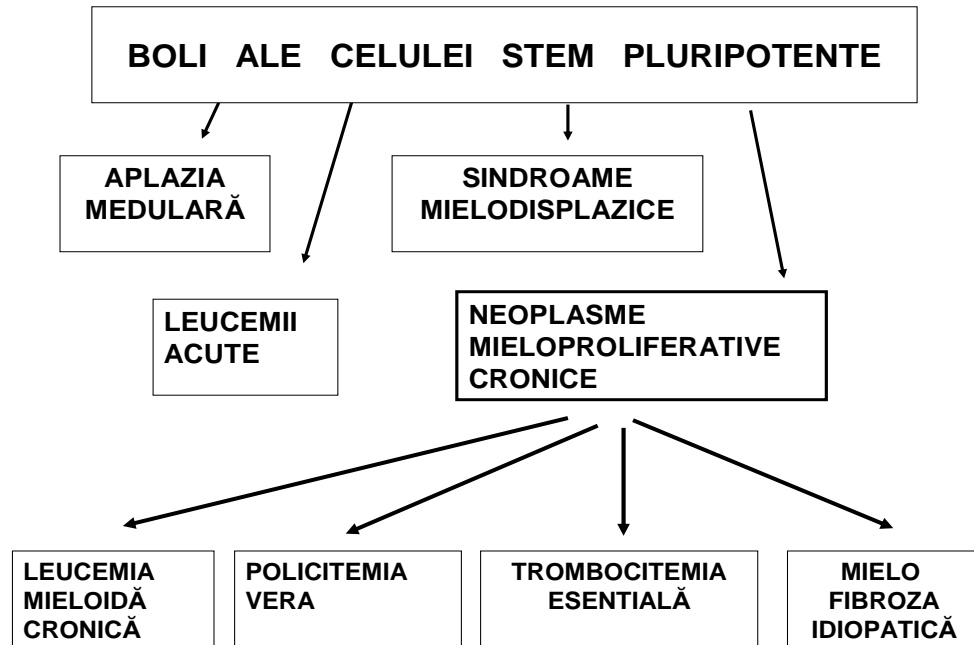 BOLI ALE CELULEI STEM PLURIPOTENTE
APLAZIA
MEDULARĂ
SINDROAME
MIELODISPLAZICE
LEUCEMII
ACUTE
NEOPLASME
MIELOPROLIFERATIVE
CRONICE
LEUCEMIA
MIELOIDĂ
CRONICĂ
POLICITEMIA
VERA
TROMBOCITEMIA
ESENTIALĂ
MIELO
FIBROZA
IDIOPATICĂ